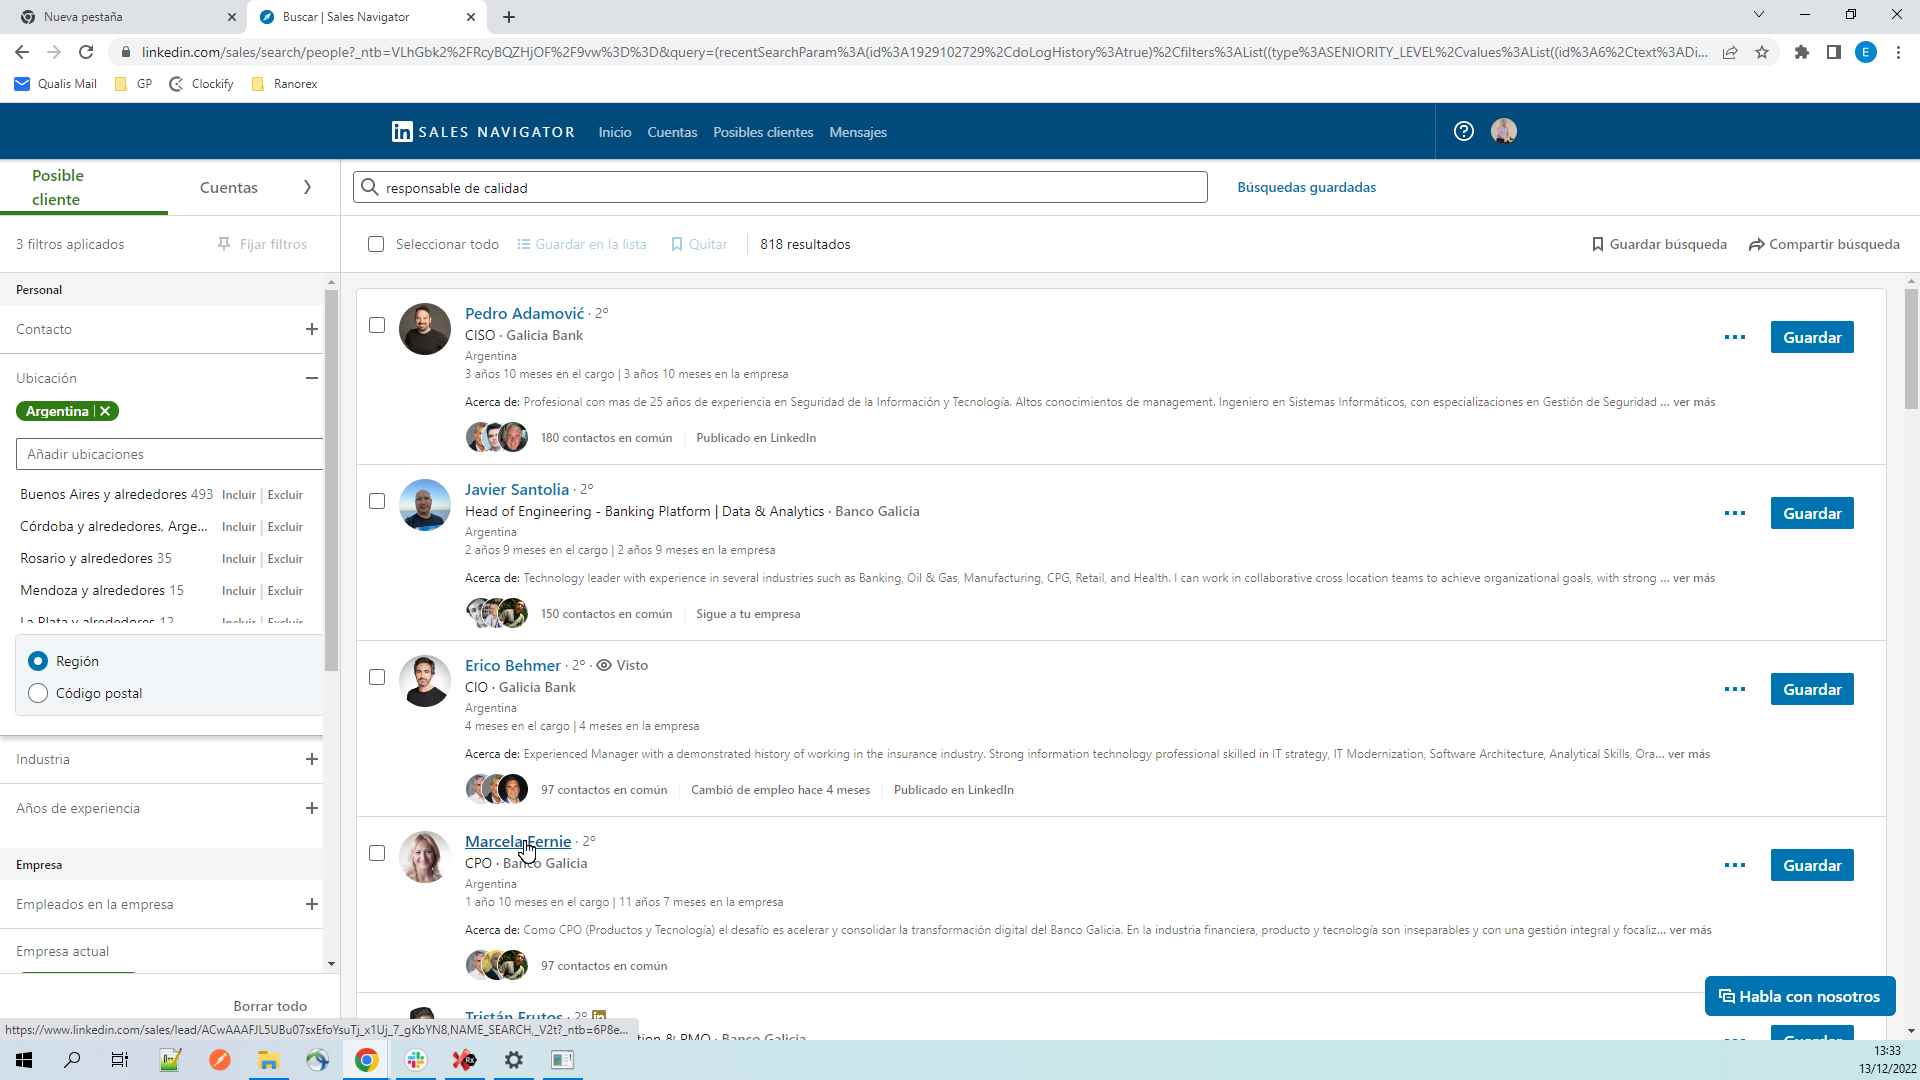 Nueva pestaña
Buscar | Sales Navigator
linkedin.com/sales/search/people?_ntb=VLhGbk2%2FRcyBQZHjOF%2F9vw%3D%3D&query=(recentSearchParam%3A(id%3A1929102729%2CdoLogHistory%3Atrue)%2Cfilters%3AList((type%3ASENIORITY_LEVEL%2Cvalues%3AList((id%3A6%2Ctext%3ADi...
E
Qualis Mail
GP
Clockify
Ranorex
in SALES NAVIGATOR
Inicio
Cuentas
Posibles clientes
Mensajes
Posible
cliente
Cuentas
responsable de calidad
Búsquedas guardadas
3 filtros aplicados
Fijar filtros
Seleccionar todo
Guardar en la lista
Quitar
818 resultados
Guardar búsqueda
Compartir búsqueda
Personal
Contacto
Ubicación
Argentina
Añadir ubicaciones
Buenos Aires y alrededores 493 Incluir Excluir
Córdoba y alrededores, Arge... Incluir Excluir
Rosario y alrededores 35 Incluir Excluir
Mendoza y alrededores 15 Incluir Excluir
La Plata y alrededores 12 Incluir Excluir
Región
Código postal
Industria
Años de experiencia
Empresa
Empleados en la empresa
Empresa actual
Borrar todo
Pedro Adamović · 2º
CISO · Galicia Bank
Argentina
3 años 10 meses en el cargo | 3 años 10 meses en la empresa
Acerca de: Profesional con mas de 25 años de experiencia en Seguridad de la Información y Tecnología. Altos conocimientos de management. Ingeniero en Sistemas Informáticos, con especializaciones en Gestión de Seguridad ... ver más
180 contactos en común
Publicado en LinkedIn
Guardar
Javier Santolia · 2º
Head of Engineering - Banking Platform | Data & Analytics · Banco Galicia
Argentina
2 años 9 meses en el cargo | 2 años 9 meses en la empresa
Acerca de: Technology leader with experience in several industries such as Banking, Oil & Gas, Manufacturing, CPG, Retail, and Health. I can work in collaborative cross location teams to achieve organizational goals, with strong ... ver más
150 contactos en común
Sigue a tu empresa
Guardar
Erico Behmer · 2º · Visto
CIO · Galicia Bank
Argentina
4 meses en el cargo | 4 meses en la empresa
Acerca de: Experienced Manager with a demonstrated history of working in the insurance industry. Strong information technology professional skilled in IT strategy, IT Modernization, Software Architecture, Analytical Skills, Ora... ver más
97 contactos en común
Cambió de empleo hace 4 meses
Publicado en LinkedIn
Guardar
Marcela Fernie · 2º
CPO · Banco Galicia
Argentina
1 año 10 meses en el cargo | 11 años 7 meses en la empresa
Acerca de: Como CPO (Productos y Tecnología) el desafío es acelerar y consolidar la transformación digital del Banco Galicia. En la industria financiera, producto y tecnología son inseparables y con una gestión integral y focaliz... ver más
97 contactos en común
Guardar
Tristán Frutos · 2º in
& PMO · Banco Galicia
Guardar
Habla con nosotros
https://www.linkedin.com/sales/lead/ACwAAAFJL5UBu07sxEfoYsuTj_x1Uj_7_gKbYN8,NAME_SEARCH,_V2t?_ntb=6P8e...
13:33
13/12/2022